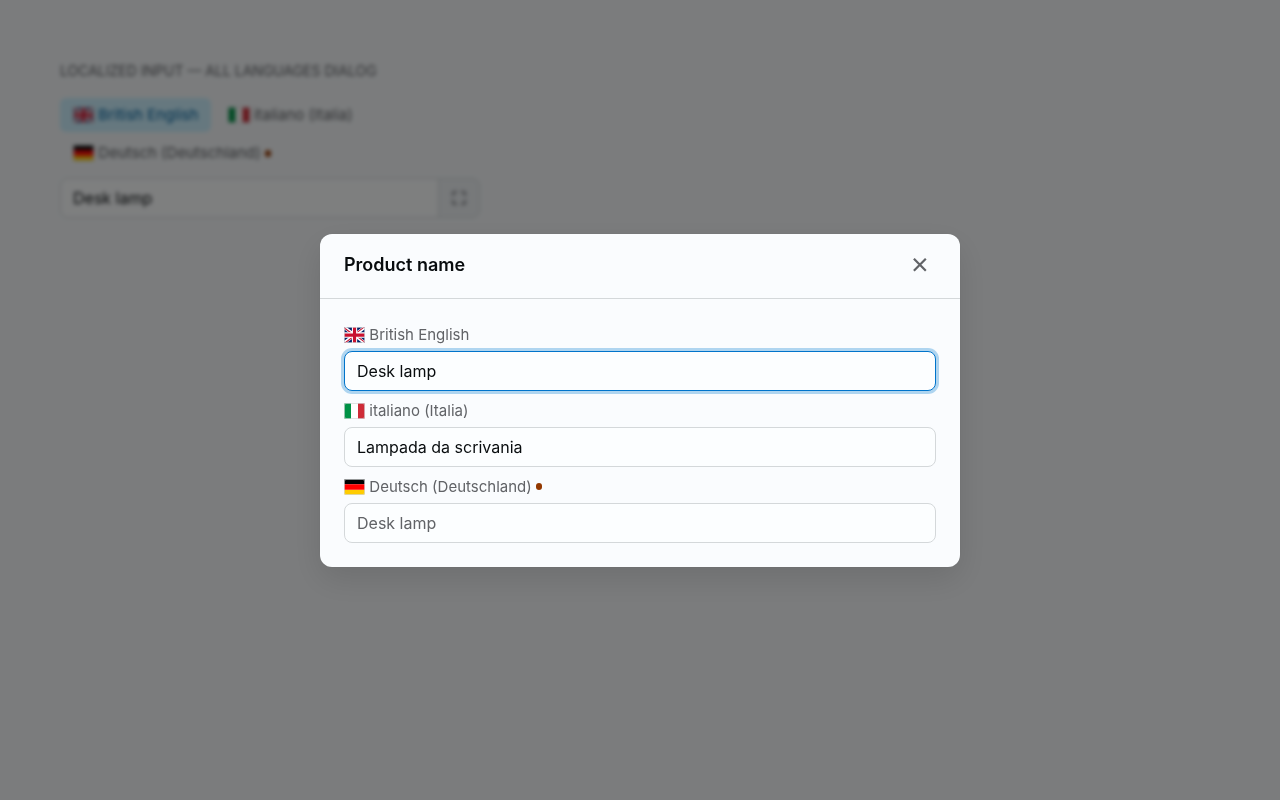 LOCALIZED INPUT — ALL LANGUAGES DIALOG
British English
italiano (Italia)
Deutsch (Deutschland)
Desk lamp
Product name
British English
Desk lamp
italiano (Italia)
Lampada da scrivania
Deutsch (Deutschland)
Desk lamp